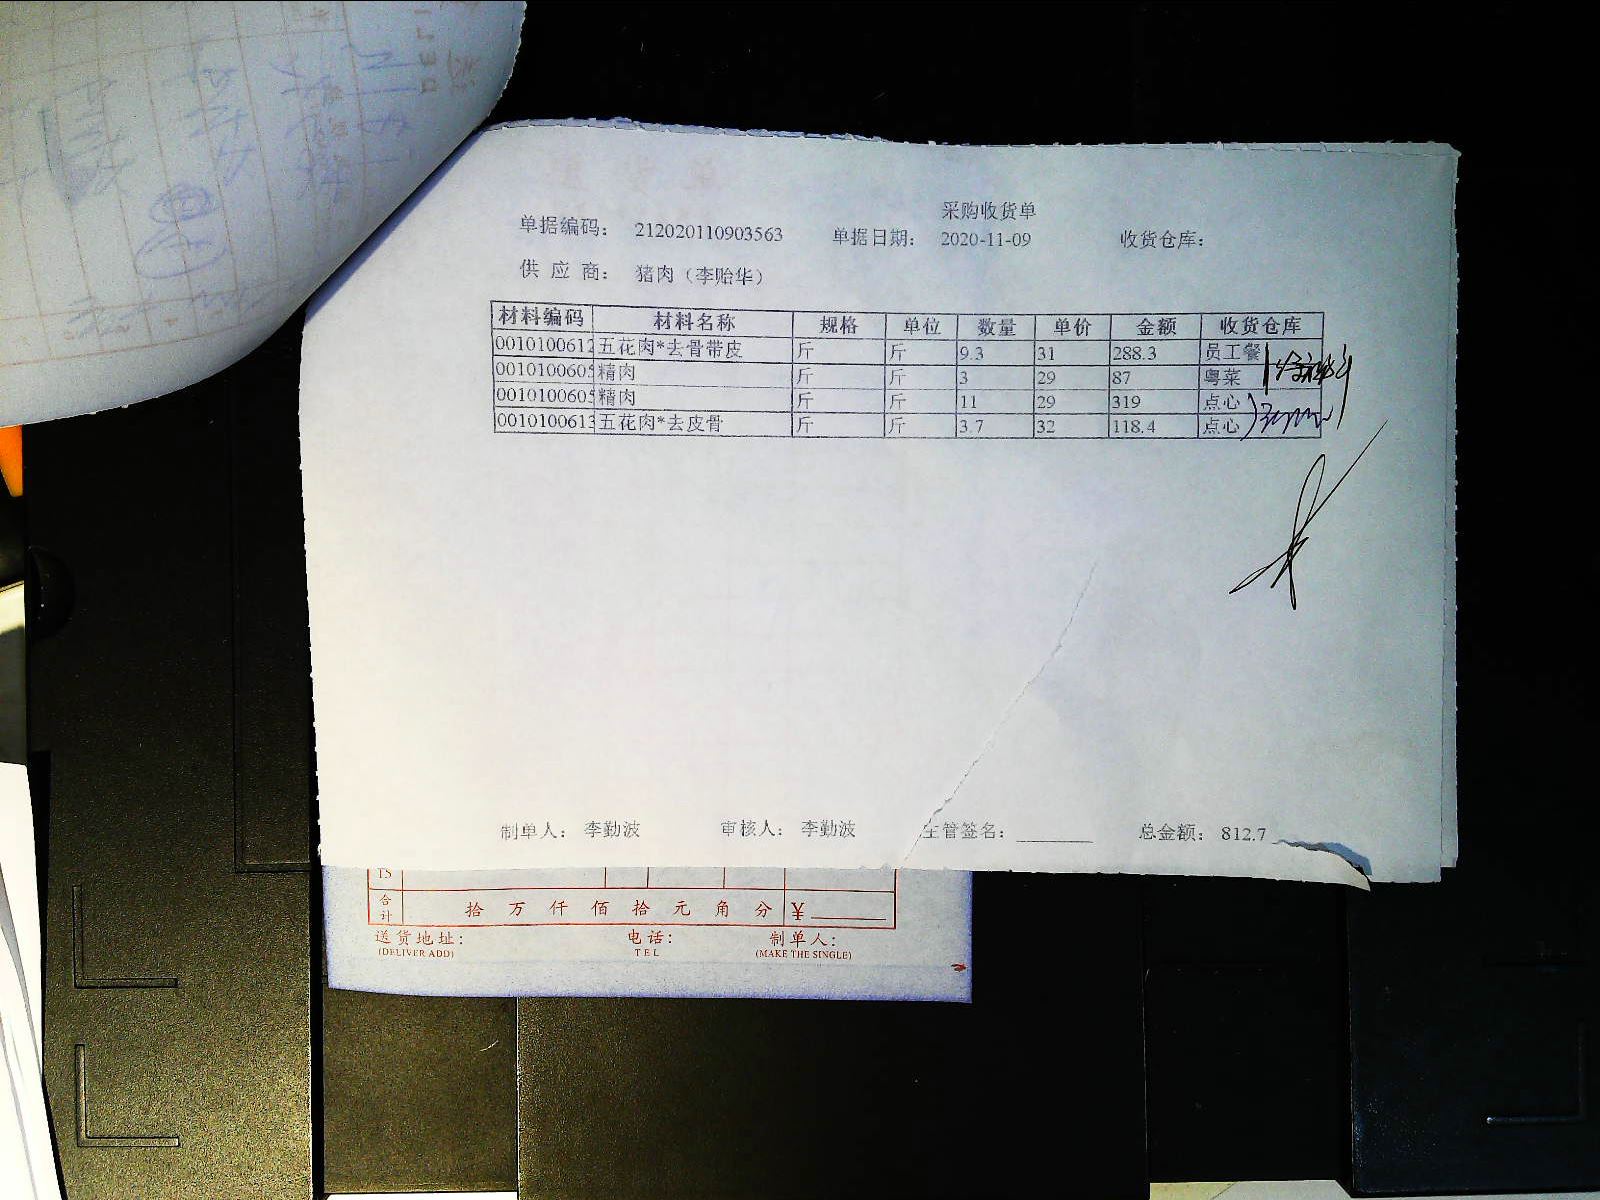 采购收货单
单据编码： 212020110903563 单据日期： 2020-11-09 收货仓库：
供 应 商： 猪肉（李贻华）
材料编码 材料名称 规格 单位 数量 单价 金额 收货仓库
0010100612 五花肉*去骨带皮 斤 斤 9.3 31 288.3 员工餐
0010100605 精肉 斤 斤 3 29 87 粤菜
0010100605 精肉 斤 斤 11 29 319 点心
0010100613 五花肉*去皮骨 斤 斤 3.7 32 118.4 点心
制单人： 李勤波 审核人： 李勤波 主管签名： 总金额： 812.7
15
合计 拾 万 仟 佰 拾 元 角 分 ¥
送货地址： 电话： 制单人：
(DELIVER ADD) TEL (MAKE THE SINGLE)